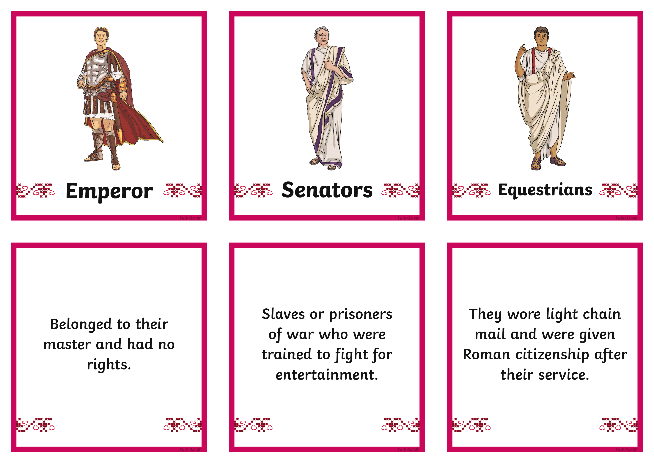 Emperor
Senators
Equestrians
Belonged to their
master and had no
rights.
Slaves or prisoners
of war who were
trained to fight for
entertainment.
They wore light chain
mail and were given
Roman citizenship after
their service.